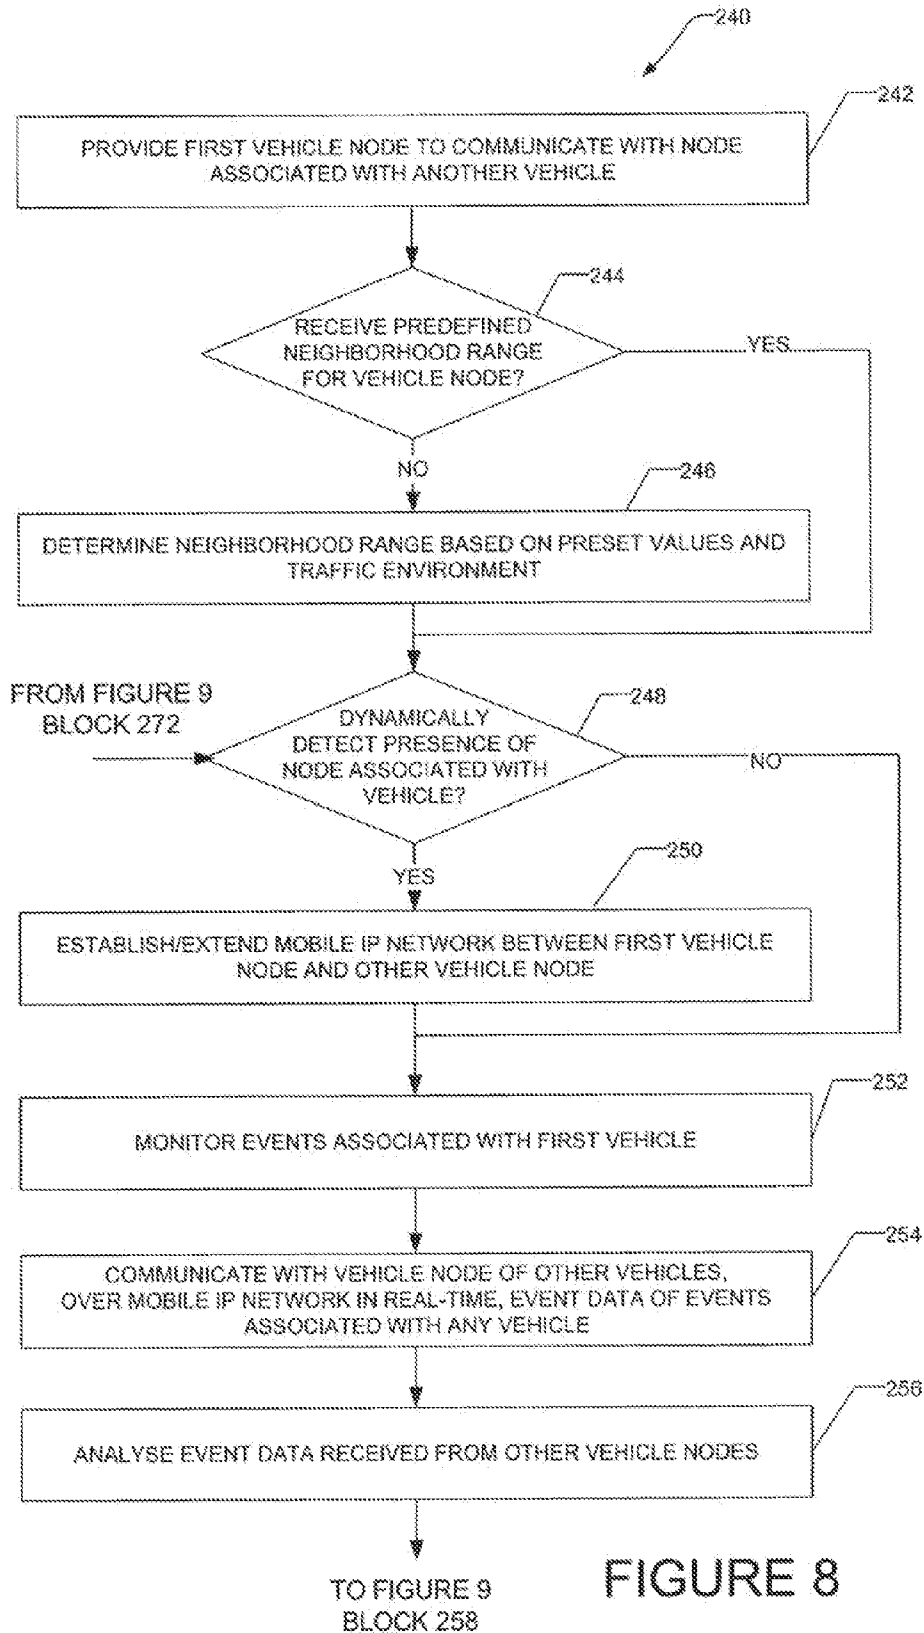 240
242
PROVIDE FIRST VEHICLE NODE TO COMMUNICATE WITH NODE
ASSOCIATED WITH ANOTHER VEHICLE
244
RECEIVE PREDEFINED
NEIGHBORHOOD RANGE
FOR VEHICLE NODE?
YES
NO
246
DETERMINE NEIGHBORHOOD RANGE BASED ON PRESET VALUES AND
TRAFFIC ENVIRONMENT
FROM FIGURE 9
BLOCK 272
248
DYNAMICALLY
DETECT PRESENCE OF
NODE ASSOCIATED WITH
VEHICLE?
NO
YES
250
ESTABLISH/EXTEND MOBILE IP NETWORK BETWEEN FIRST VEHICLE
NODE AND OTHER VEHICLE NODE
252
MONITOR EVENTS ASSOCIATED WITH FIRST VEHICLE
254
COMMUNICATE WITH VEHICLE NODE OF OTHER VEHICLES,
OVER MOBILE IP NETWORK IN REAL-TIME, EVENT DATA OF EVENTS
ASSOCIATED WITH ANY VEHICLE
256
ANALYSE EVENT DATA RECEIVED FROM OTHER VEHICLE NODES
TO FIGURE 9
BLOCK 258
FIGURE 8